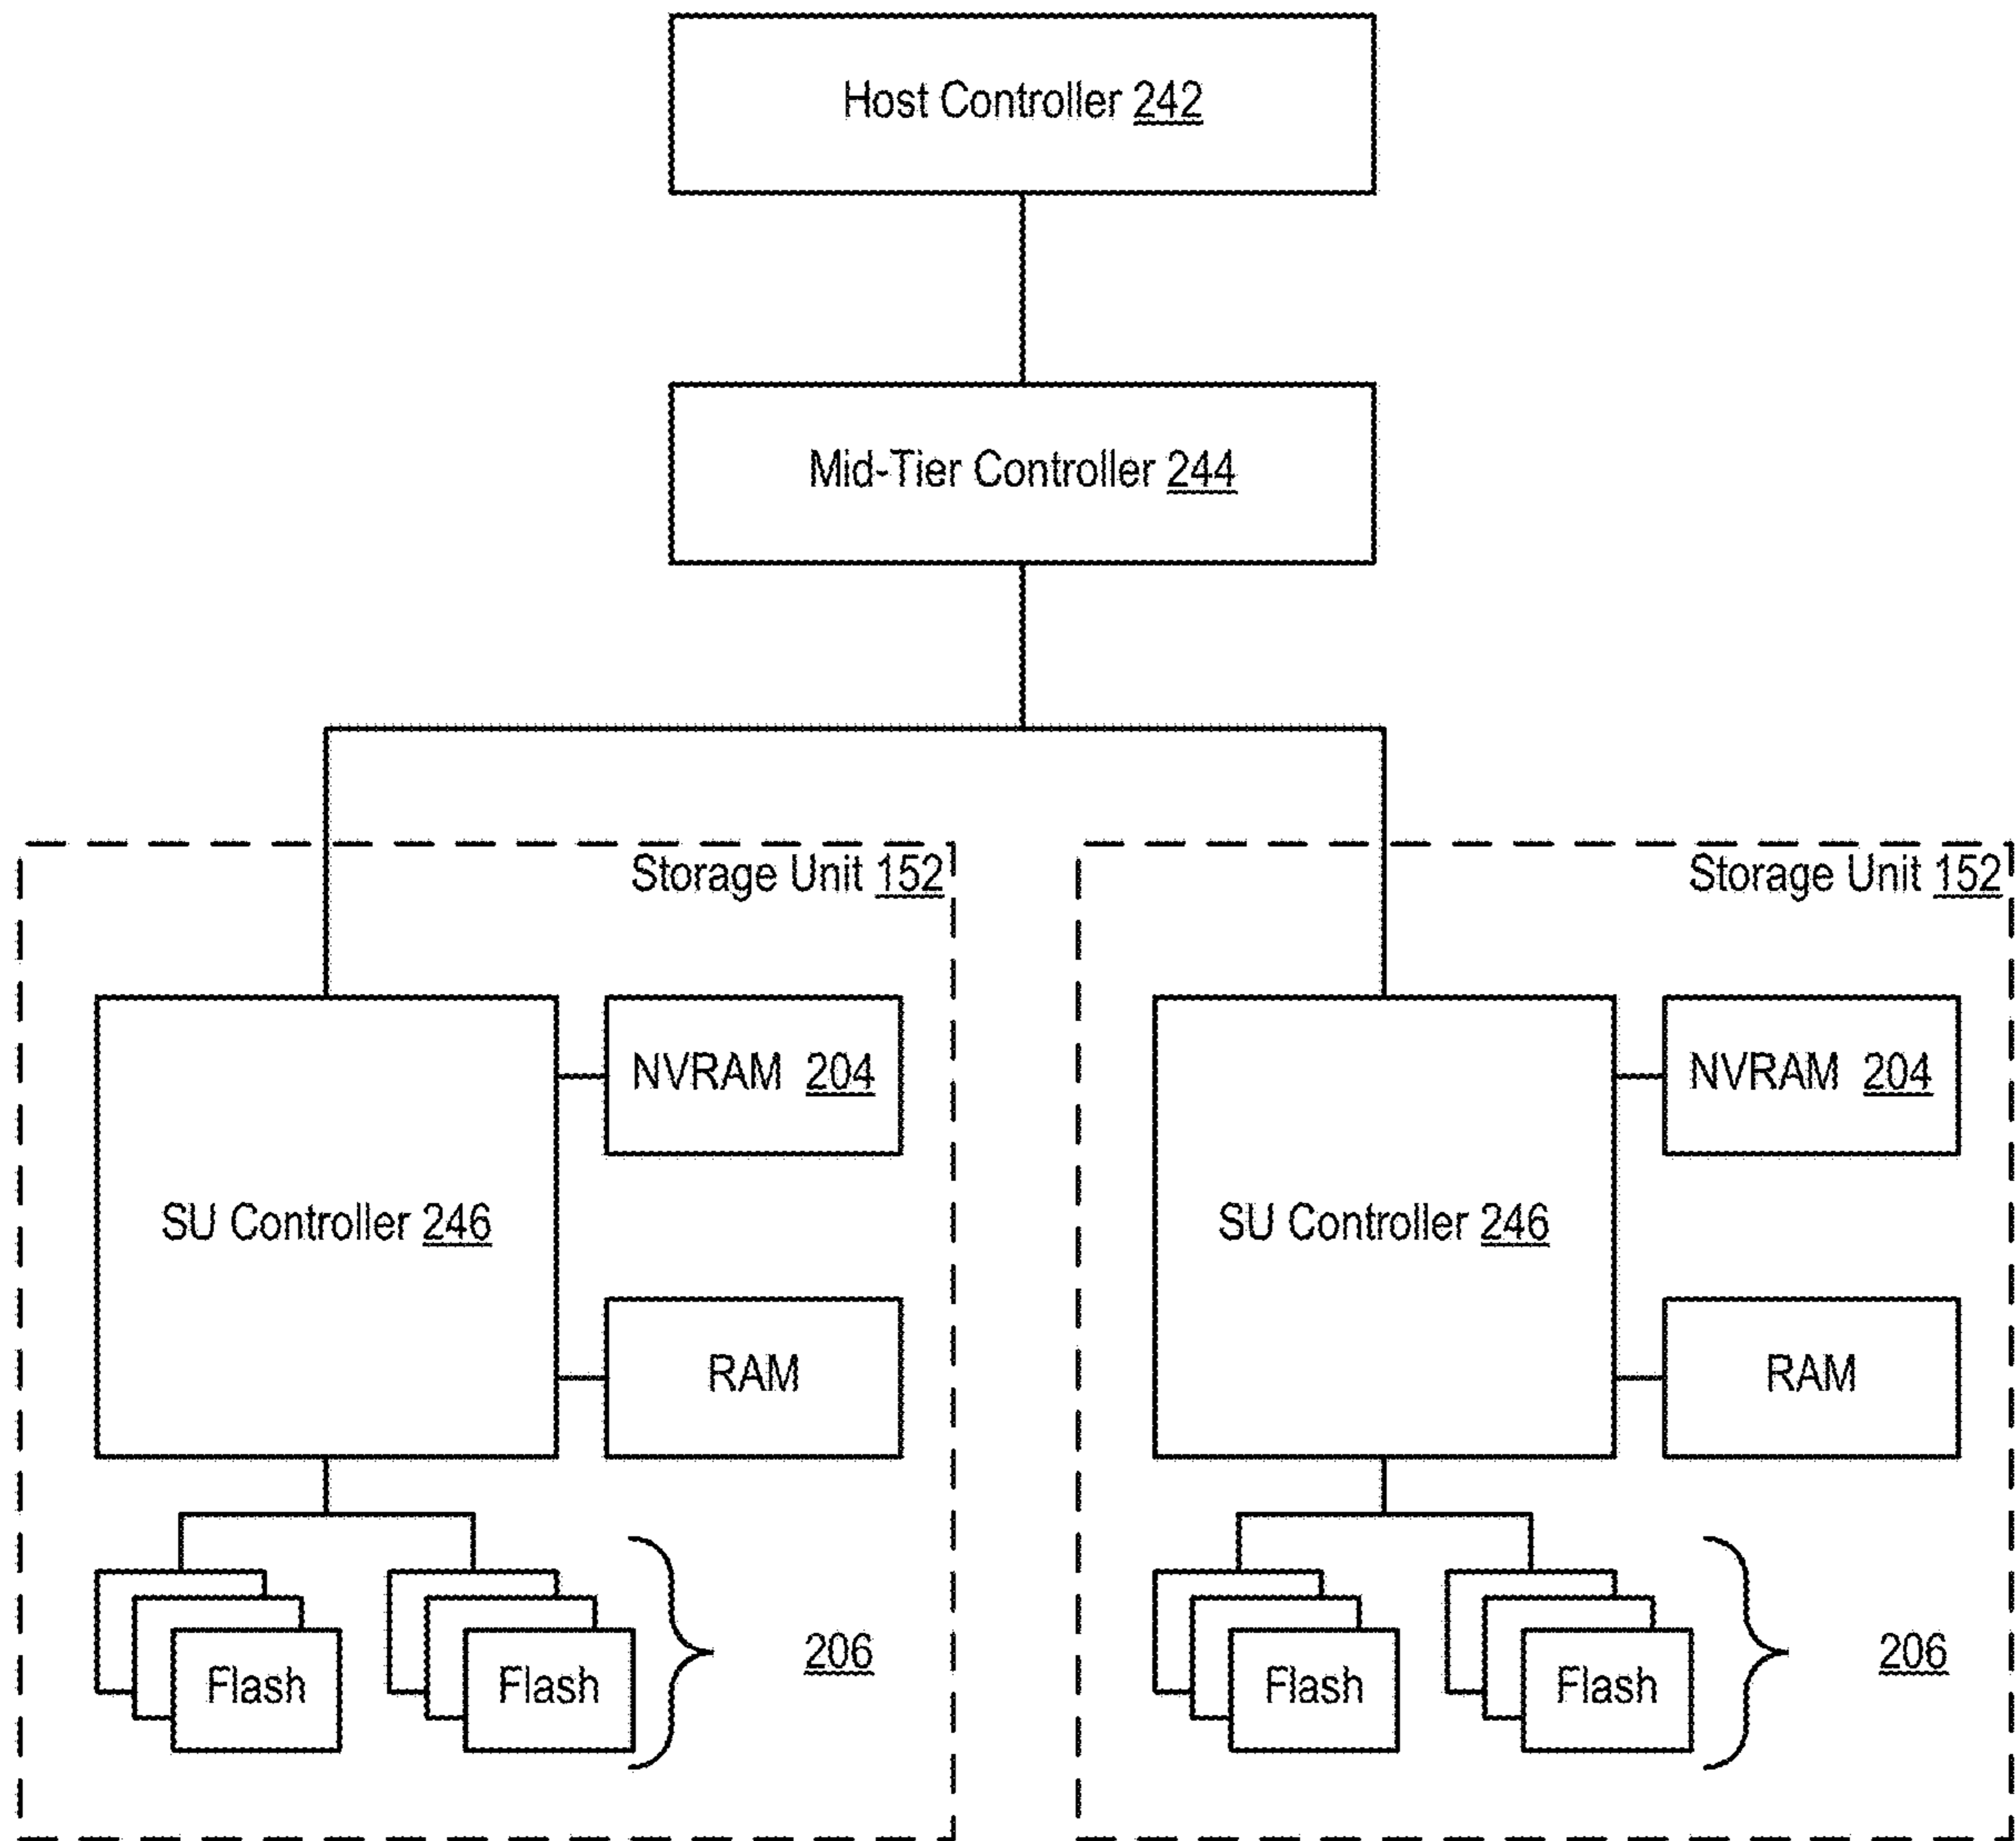 Host Controller 242
Mid-Tier Controller 244
Storage Unit 152
NVRAM 204
SU Controller 246
RAM
Flash
Flash
206
Storage Unit 152
NVRAM 204
SU Controller 246
RAM
Flash
Flash
206